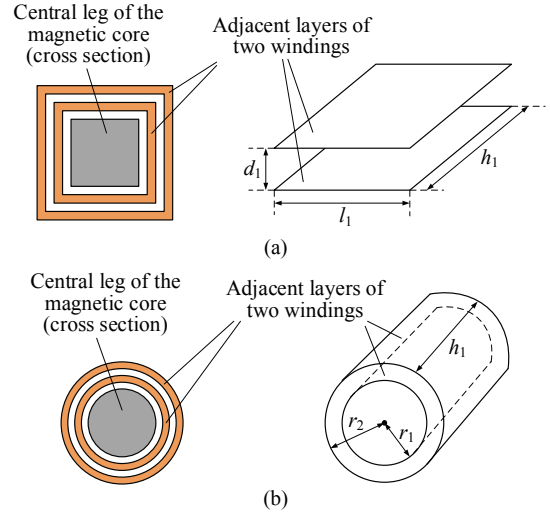 Central leg of the
magnetic core
(cross section)
Adjacent layers of
two windings
d₁
l₁
h₁
(a)
Central leg of the
magnetic core
(cross section)
Adjacent layers of
two windings
h₁
r₂
r₁
(b)